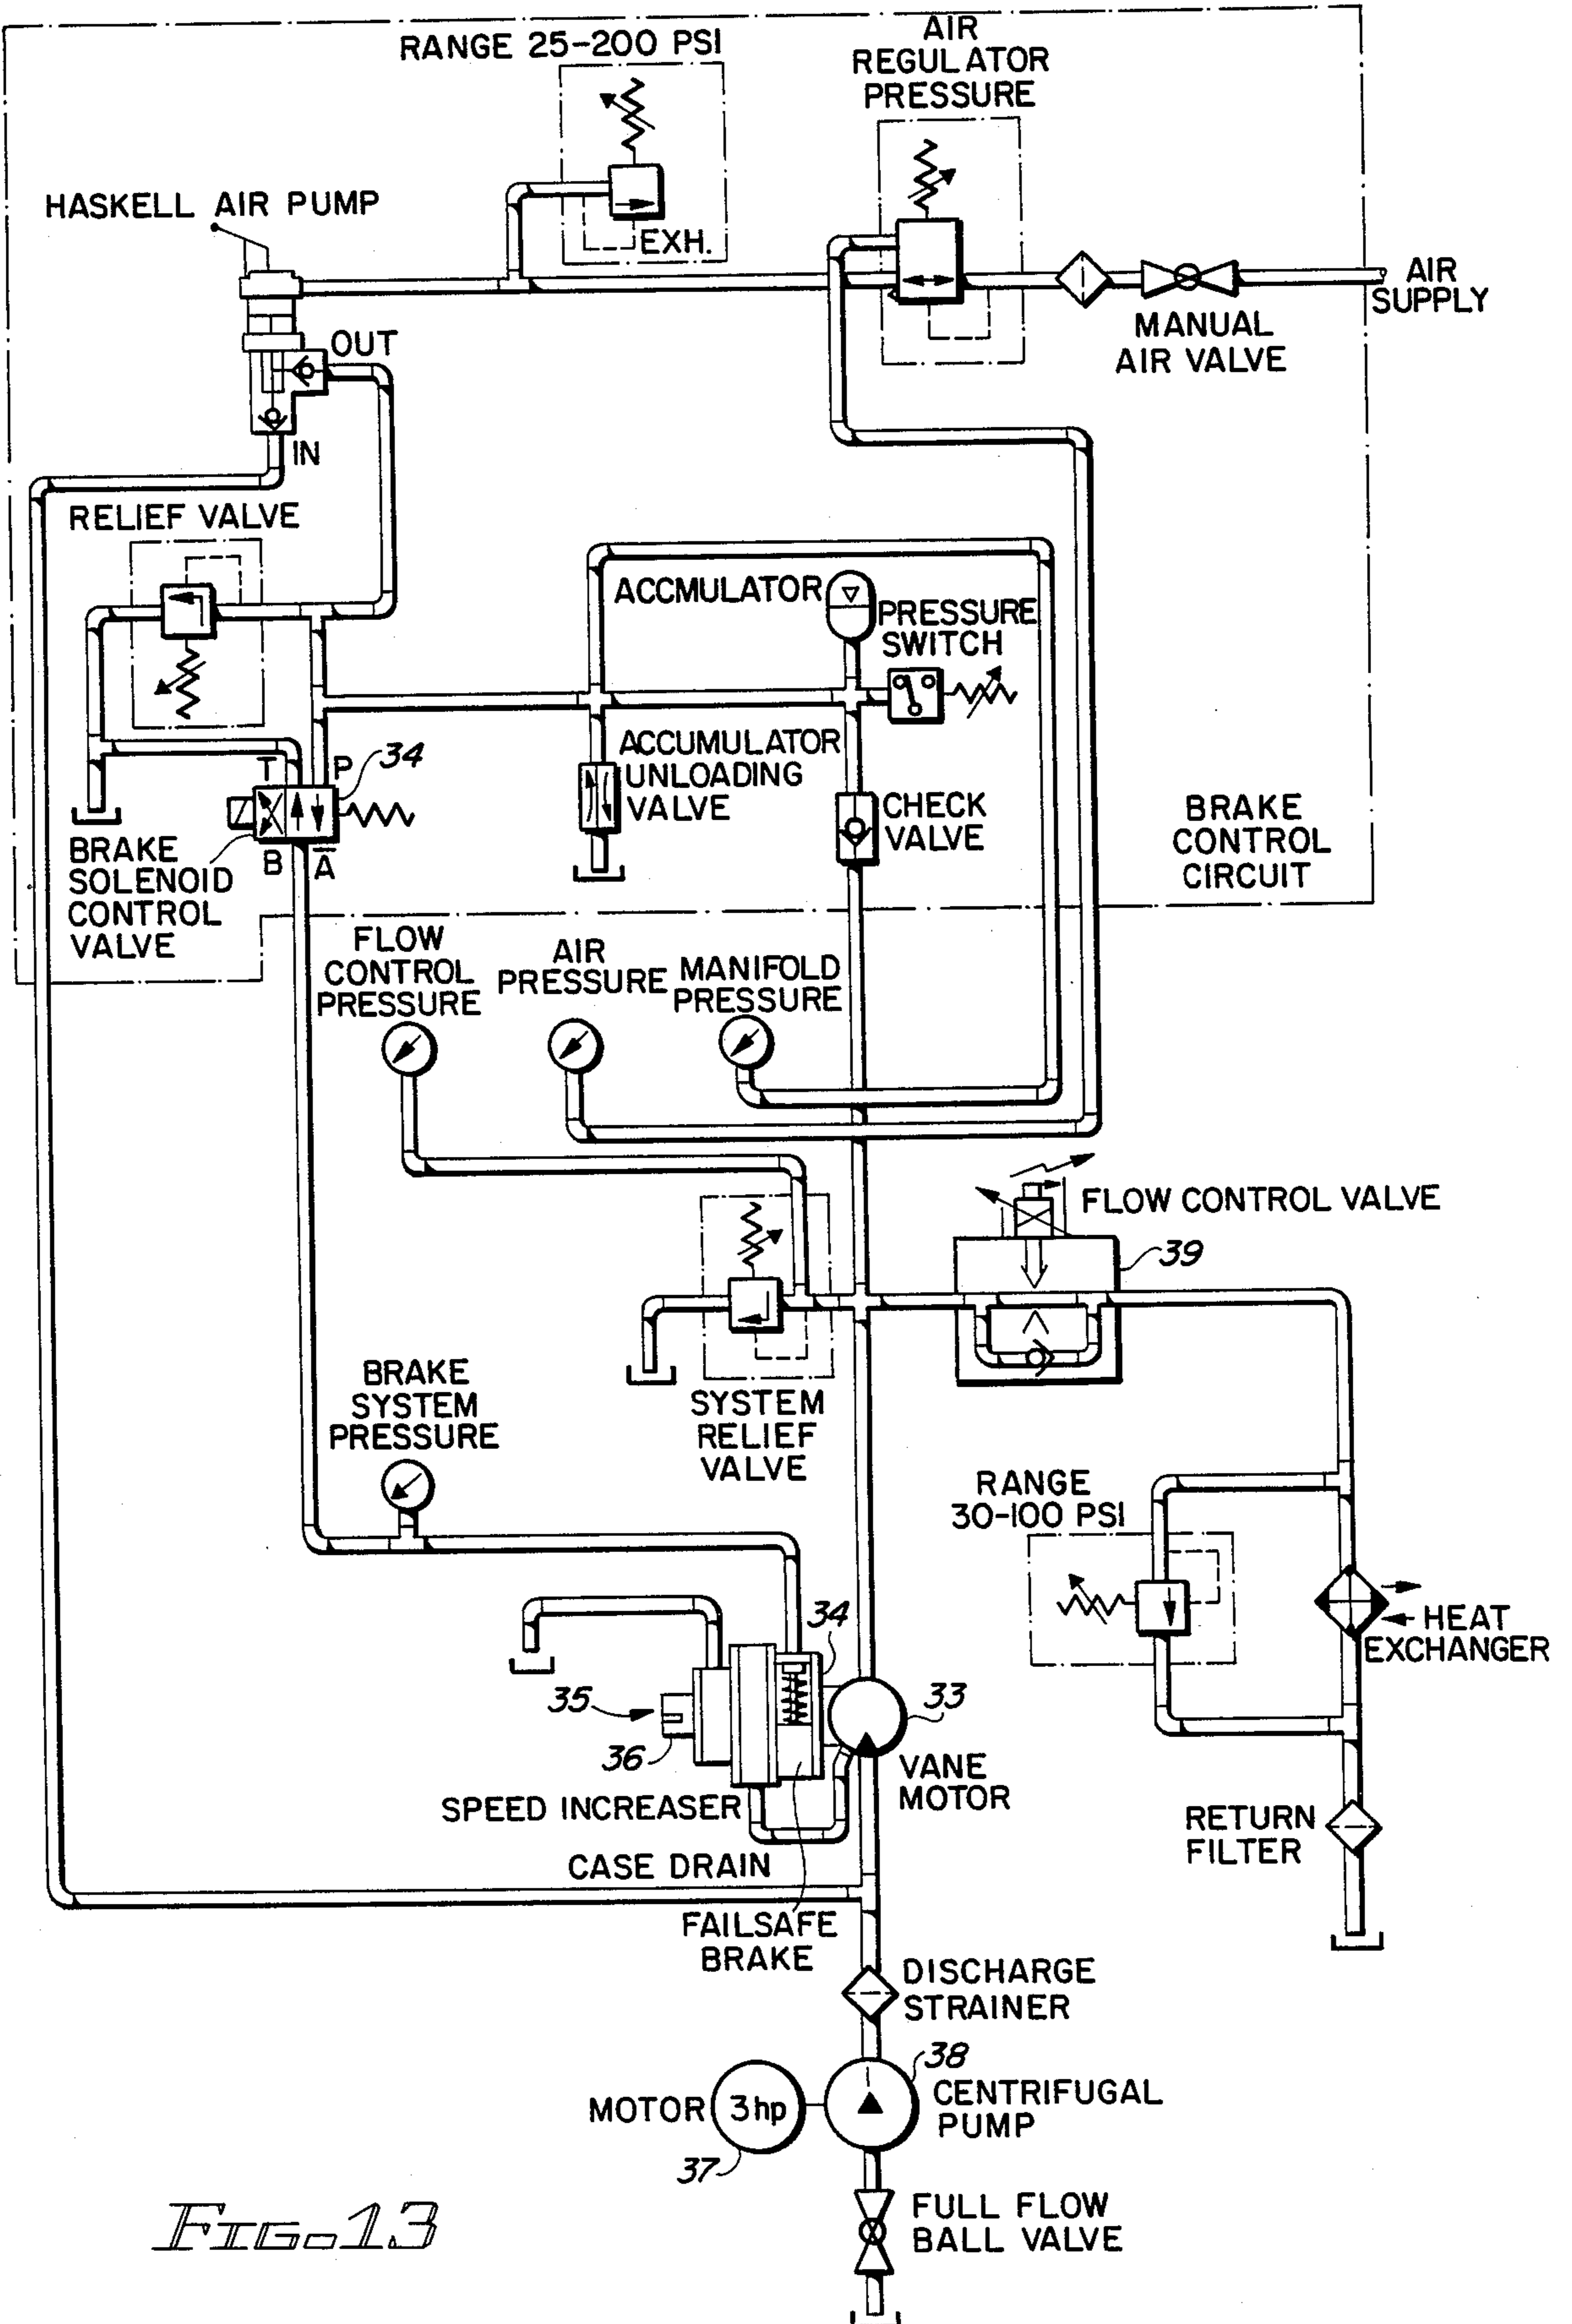 RANGE 25-200 PSI
AIR
REGULATOR
PRESSURE
HASKELL AIR PUMP
EXH.
AIR
SUPPLY
MANUAL
AIR VALVE
OUT
IN
RELIEF VALVE
ACCMULATOR
PRESSURE
SWITCH
T
P
34
ACCUMULATOR
UNLOADING
VALVE
CHECK
VALVE
BRAKE
CONTROL
CIRCUIT
B
A
BRAKE
SOLENOID
CONTROL
VALVE
FLOW
CONTROL
PRESSURE
AIR
PRESSURE
MANIFOLD
PRESSURE
FLOW CONTROL VALVE
39
BRAKE
SYSTEM
PRESSURE
SYSTEM
RELIEF
VALVE
RANGE
30-100 PSI
HEAT
EXCHANGER
34
35
36
33
VANE
MOTOR
SPEED INCREASER
CASE DRAIN
FAILSAFE
BRAKE
RETURN
FILTER
DISCHARGE
STRAINER
38
MOTOR
3hp
37
CENTRIFUGAL
PUMP
FULL FLOW
BALL VALVE
FIG-13